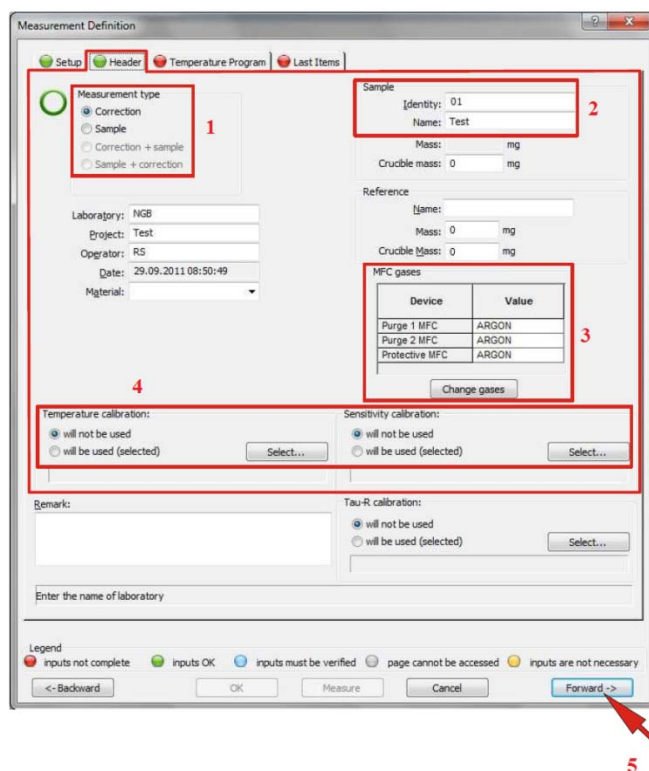 Measurement Definition
Setup Header Temperature Program Last Items
Measurement type
Correction
Sample
Correction + sample
Sample + correction
1
Sample
Identity: 01
Name: Test
2
Mass: mg
Crucible mass: 0 mg
Reference
Name:
Mass: 0 mg
Crucible Mass: 0 mg
Laboratory: NGB
Project: Test
Operator: RS
Date: 29.09.2011 08:50:49
Material:
MFC gases
Device Value
Purge 1 MFC ARGON
Purge 2 MFC ARGON
Protective MFC ARGON
3
Change gases
4
Temperature calibration:
will not be used
will be used (selected) Select...
Sensitivity calibration:
will not be used
will be used (selected) Select...
Remark:
Tau-R calibration:
will not be used
will be used (selected) Select...
Enter the name of laboratory
Legend
inputs not complete inputs OK inputs must be verified page cannot be accessed inputs are not necessary
<- Backward OK Measure Cancel Forward ->
5